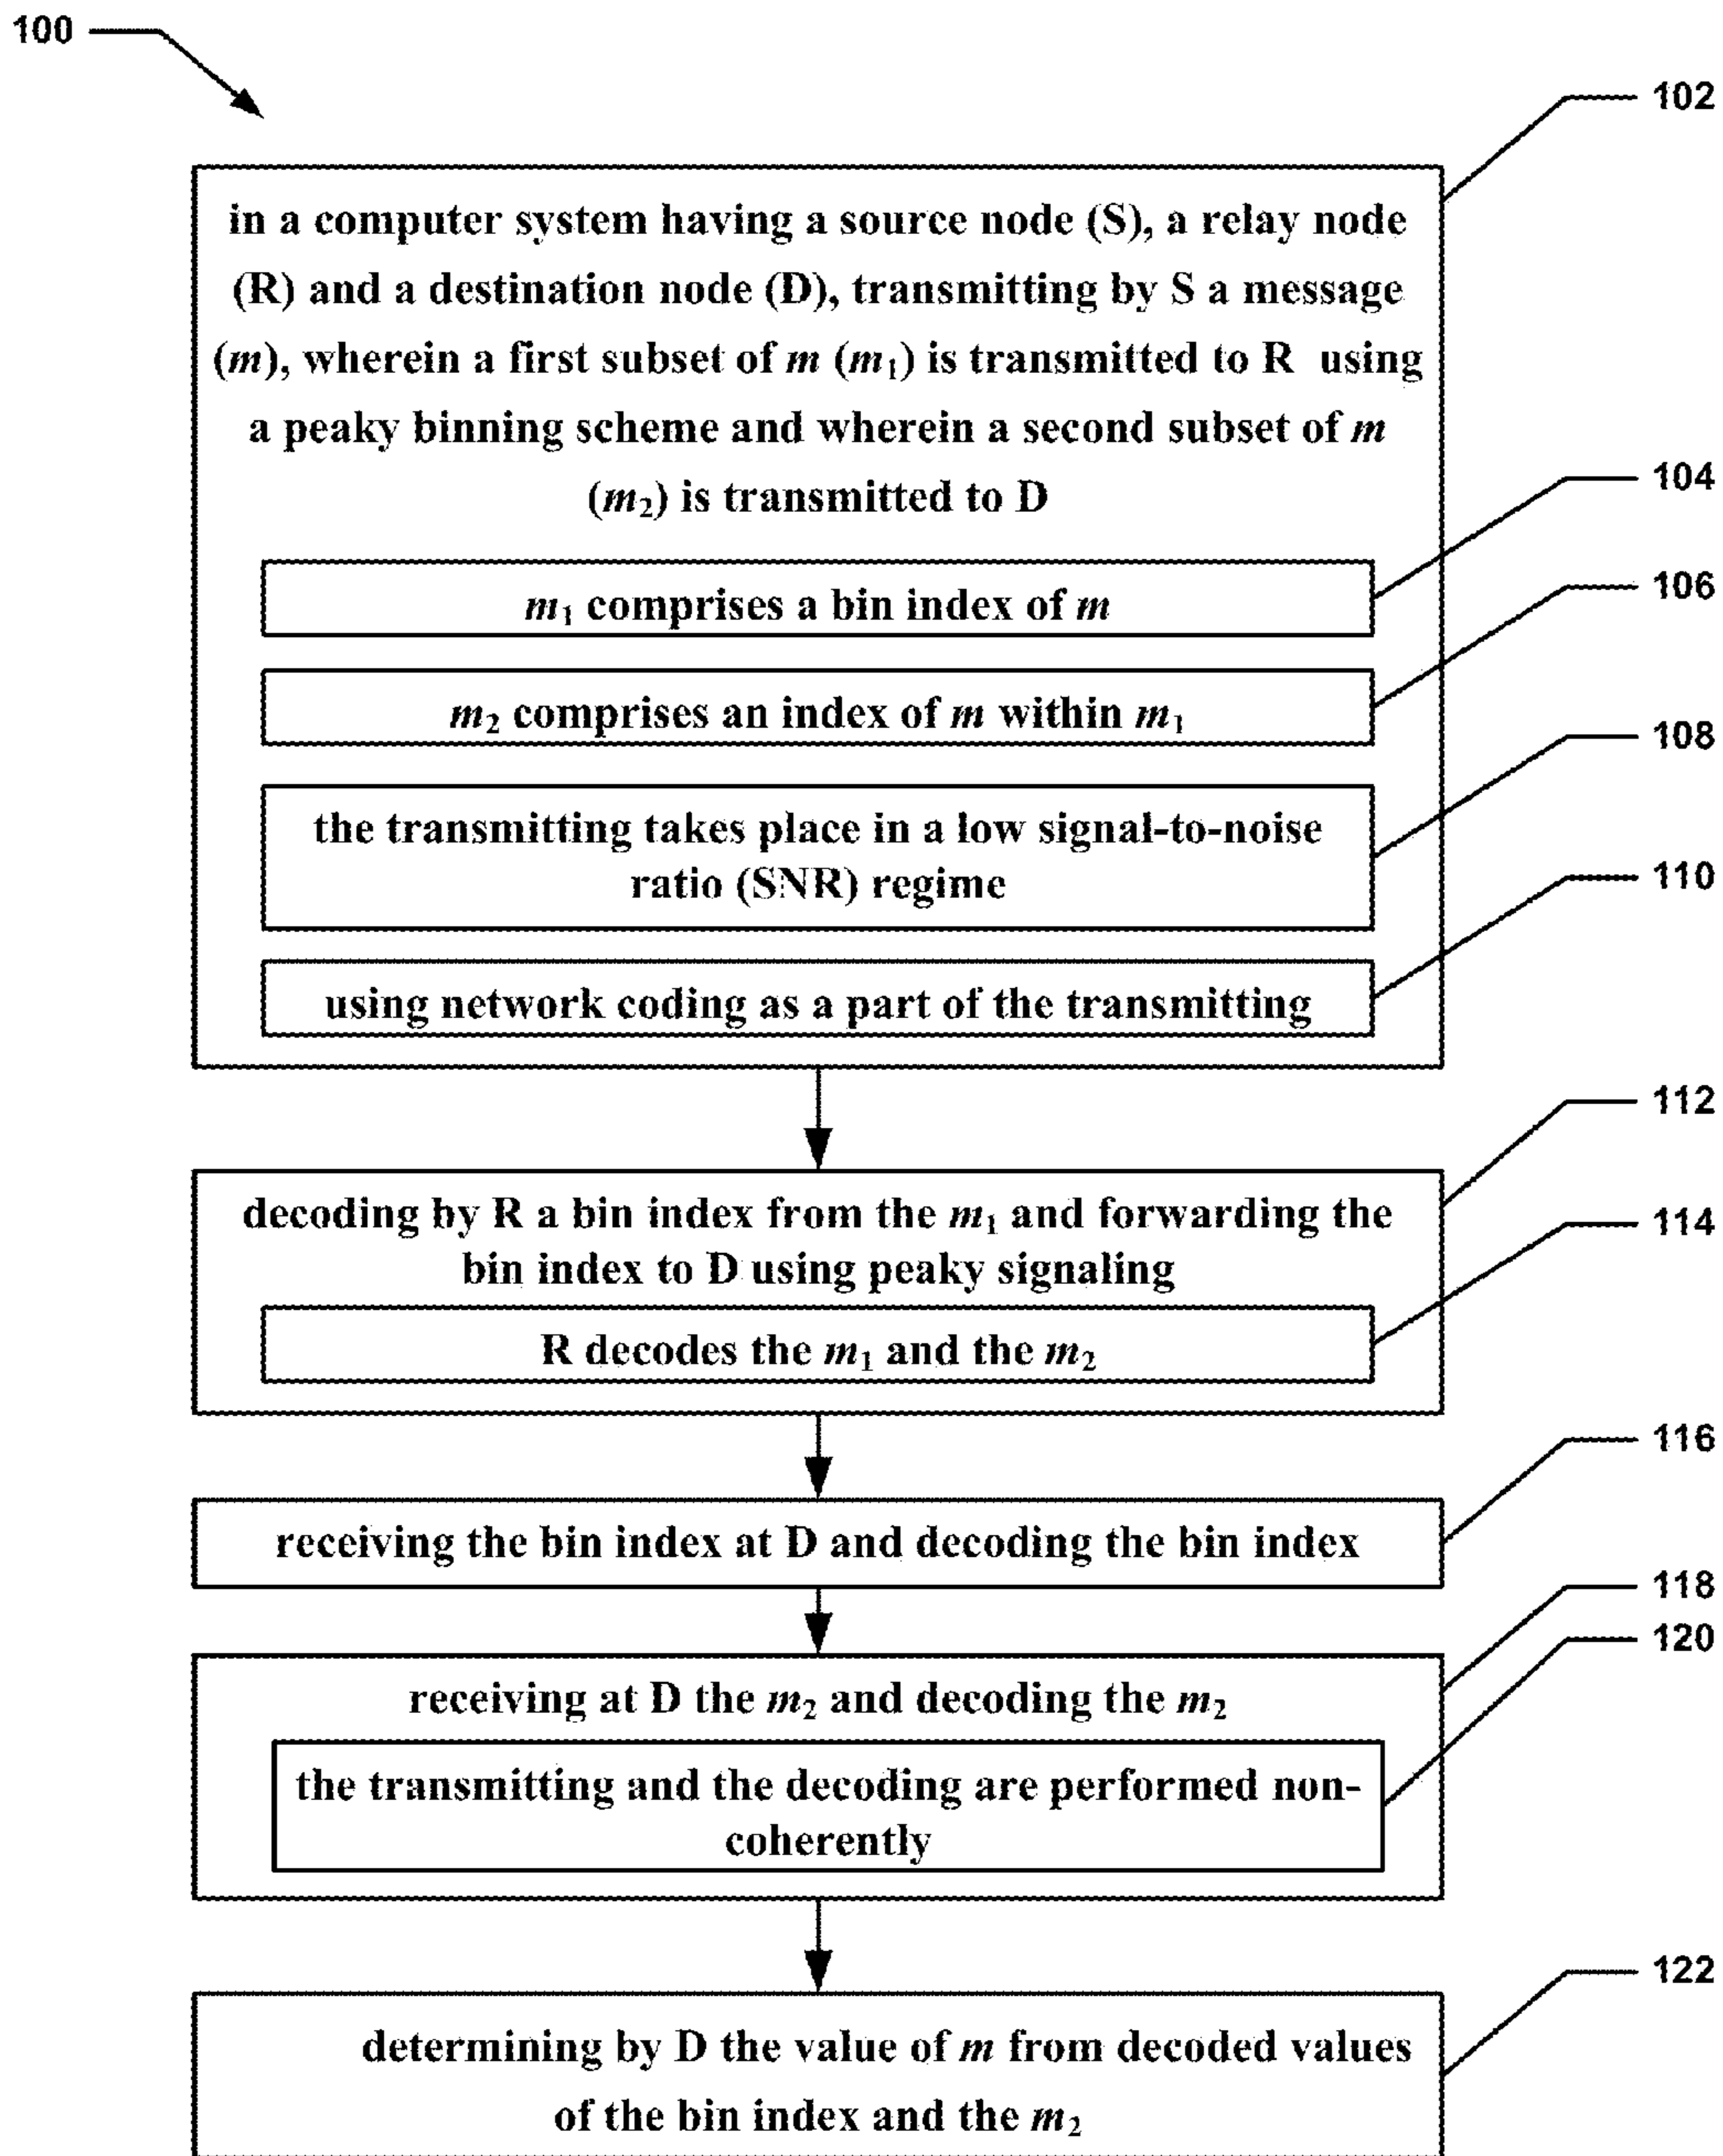 100
102
in a computer system having a source node (S), a relay node
(R) and a destination node (D), transmitting by S a message
(m), wherein a first subset of m (m₁) is transmitted to R using
a peaky binning scheme and wherein a second subset of m
(m₂) is transmitted to D
104
m₁ comprises a bin index of m
106
m₂ comprises an index of m within m₁
108
the transmitting takes place in a low signal-to-noise
ratio (SNR) regime
110
using network coding as a part of the transmitting
112
decoding by R a bin index from the m₁ and forwarding the
bin index to D using peaky signaling
114
R decodes the m₁ and the m₂
116
receiving the bin index at D and decoding the bin index
118
receiving at D the m₂ and decoding the m₂
120
the transmitting and the decoding are performed non-
coherently
122
determining by D the value of m from decoded values
of the bin index and the m₂